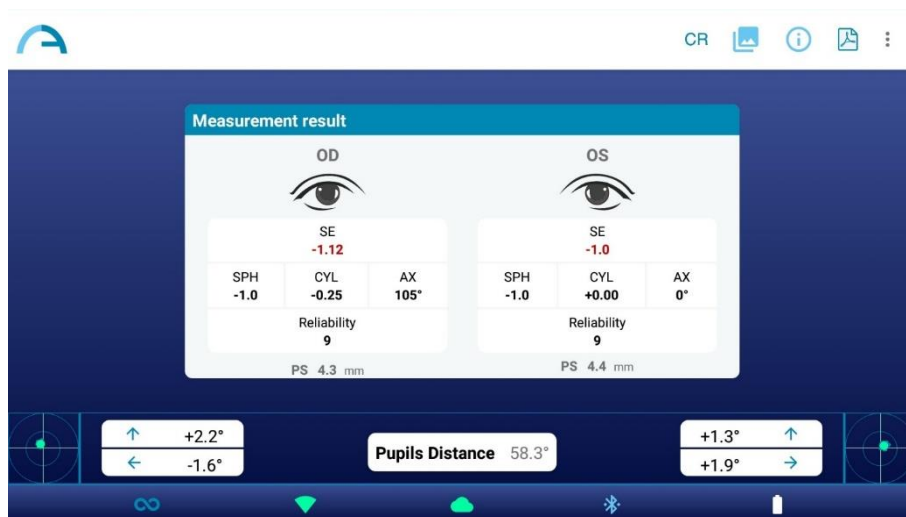 CR
Measurement result
OD OS
SE SE
-1.12 -1.0
SPH CYL AX SPH CYL AX
-1.0 -0.25 105° -1.0 +0.00 0°
Reliability Reliability
9 9
PS 4.3 mm PS 4.4 mm
↑ +2.2° +1.3° ↑
Pupils Distance 58.3°
← -1.6° +1.9° →